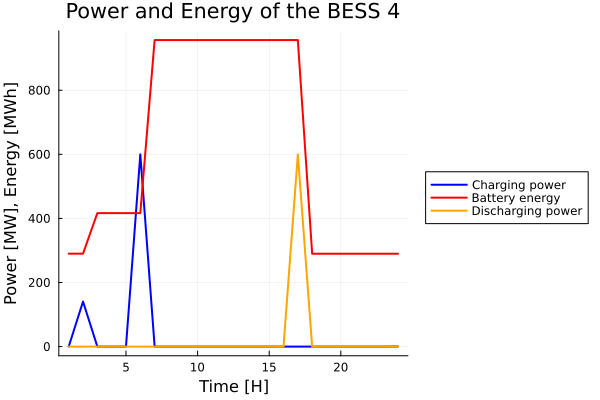 Power and Energy of the BESS 4
Power [MW], Energy [MWh]
800
600
400
200
0
5
10
15
20
Time [H]
Charging power
Battery energy
Discharging power